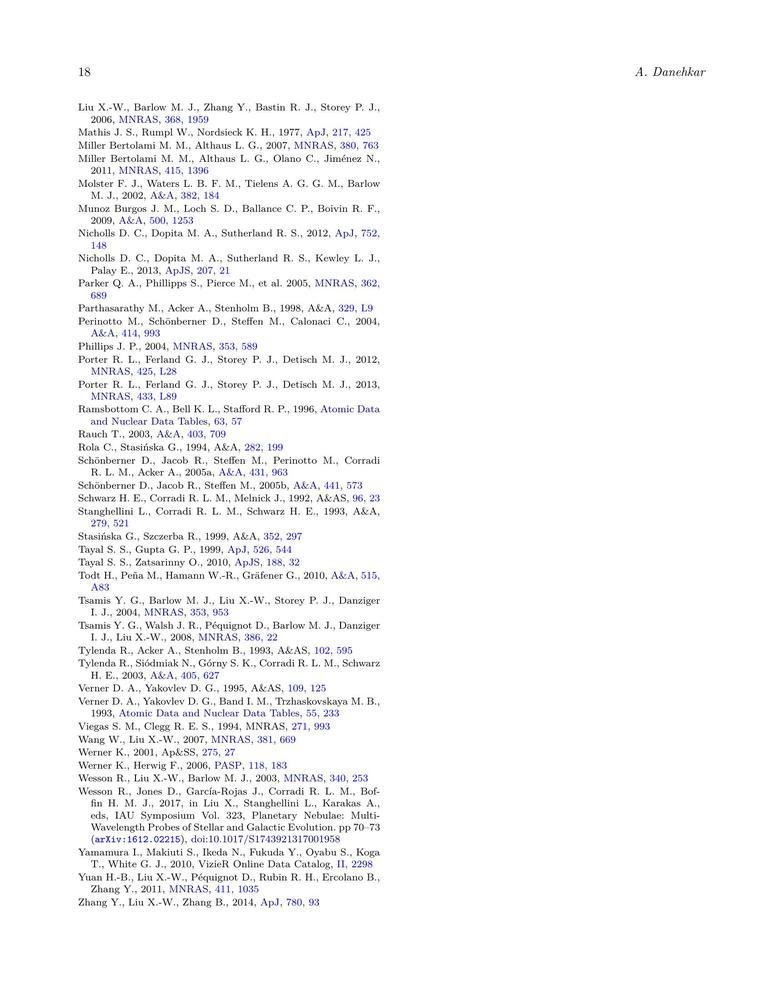 18
A. Danehkar
Liu X.-W., Barlow M. J., Zhang Y., Bastin R. J., Storey P. J.,
2006, MNRAS, 368, 1959
Mathis J. S., Rumpl W., Nordsieck K. H., 1977, ApJ, 217, 425
Miller Bertolami M. M., Althaus L. G., 2007, MNRAS, 380, 763
Miller Bertolami M. M., Althaus L. G., Olano C., Jiménez N.,
2011, MNRAS, 415, 1396
Molster F. J., Waters L. B. F. M., Tielens A. G. G. M., Barlow
M. J., 2002, A&A, 382, 184
Munoz Burgos J. M., Loch S. D., Ballance C. P., Boivin R. F.,
2009, A&A, 500, 1253
Nicholls D. C., Dopita M. A., Sutherland R. S., 2012, ApJ, 752,
148
Nicholls D. C., Dopita M. A., Sutherland R. S., Kewley L. J.,
Palay E., 2013, ApJS, 207, 21
Parker Q. A., Phillipps S., Pierce M., et al. 2005, MNRAS, 362,
689
Parthasarathy M., Acker A., Stenholm B., 1998, A&A, 329, L9
Perinotto M., Schönberner D., Steffen M., Calonaci C., 2004,
A&A, 414, 993
Phillips J. P., 2004, MNRAS, 353, 589
Porter R. L., Ferland G. J., Storey P. J., Detisch M. J., 2012,
MNRAS, 425, L28
Porter R. L., Ferland G. J., Storey P. J., Detisch M. J., 2013,
MNRAS, 433, L89
Ramsbottom C. A., Bell K. L., Stafford R. P., 1996, Atomic Data
and Nuclear Data Tables, 63, 57
Rauch T., 2003, A&A, 403, 709
Rola C., Stasińska G., 1994, A&A, 282, 199
Schönberner D., Jacob R., Steffen M., Perinotto M., Corradi
R. L. M., Acker A., 2005a, A&A, 431, 963
Schönberner D., Jacob R., Steffen M., 2005b, A&A, 441, 573
Schwarz H. E., Corradi R. L. M., Melnick J., 1992, A&AS, 96, 23
Stanghellini L., Corradi R. L. M., Schwarz H. E., 1993, A&A,
279, 521
Stasińska G., Szczerba R., 1999, A&A, 352, 297
Tayal S. S., Gupta G. P., 1999, ApJ, 526, 544
Tayal S. S., Zatsarinny O., 2010, ApJS, 188, 32
Todt H., Peña M., Hamann W.-R., Gräfener G., 2010, A&A, 515,
A83
Tsamis Y. G., Barlow M. J., Liu X.-W., Storey P. J., Danziger
I. J., 2004, MNRAS, 353, 953
Tsamis Y. G., Walsh J. R., Péquignot D., Barlow M. J., Danziger
I. J., Liu X.-W., 2008, MNRAS, 386, 22
Tylenda R., Acker A., Stenholm B., 1993, A&AS, 102, 595
Tylenda R., Siódmiak N., Górny S. K., Corradi R. L. M., Schwarz
H. E., 2003, A&A, 405, 627
Verner D. A., Yakovlev D. G., 1995, A&AS, 109, 125
Verner D. A., Yakovlev D. G., Band I. M., Trzhaskovskaya M. B.,
1993, Atomic Data and Nuclear Data Tables, 55, 233
Viegas S. M., Clegg R. E. S., 1994, MNRAS, 271, 993
Wang W., Liu X.-W., 2007, MNRAS, 381, 669
Werner K., 2001, Ap&SS, 275, 27
Werner K., Herwig F., 2006, PASP, 118, 183
Wesson R., Liu X.-W., Barlow M. J., 2003, MNRAS, 340, 253
Wesson R., Jones D., García-Rojas J., Corradi R. L. M., Bof-
fin H. M. J., 2017, in Liu X., Stanghellini L., Karakas A.,
eds, IAU Symposium Vol. 323, Planetary Nebulae: Multi-
Wavelength Probes of Stellar and Galactic Evolution. pp 70–73
(arXiv:1612.02215), doi:10.1017/S1743921317001958
Yamamura I., Makiuti S., Ikeda N., Fukuda Y., Oyabu S., Koga
T., White G. J., 2010, VizieR Online Data Catalog, II, 2298
Yuan H.-B., Liu X.-W., Péquignot D., Rubin R. H., Ercolano B.,
Zhang Y., 2011, MNRAS, 411, 1035
Zhang Y., Liu X.-W., Zhang B., 2014, ApJ, 780, 93